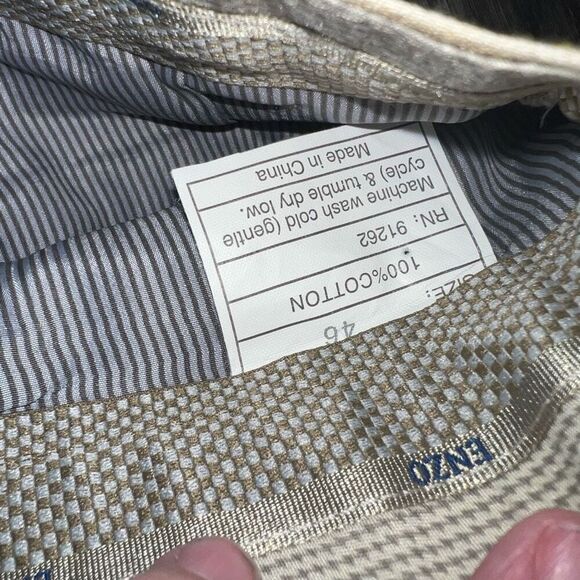 SIZE: 46
100%COTTON
RN: 91262
Machine wash cold (gentle
cycle) & tumble dry low.
Made in China
ENZO